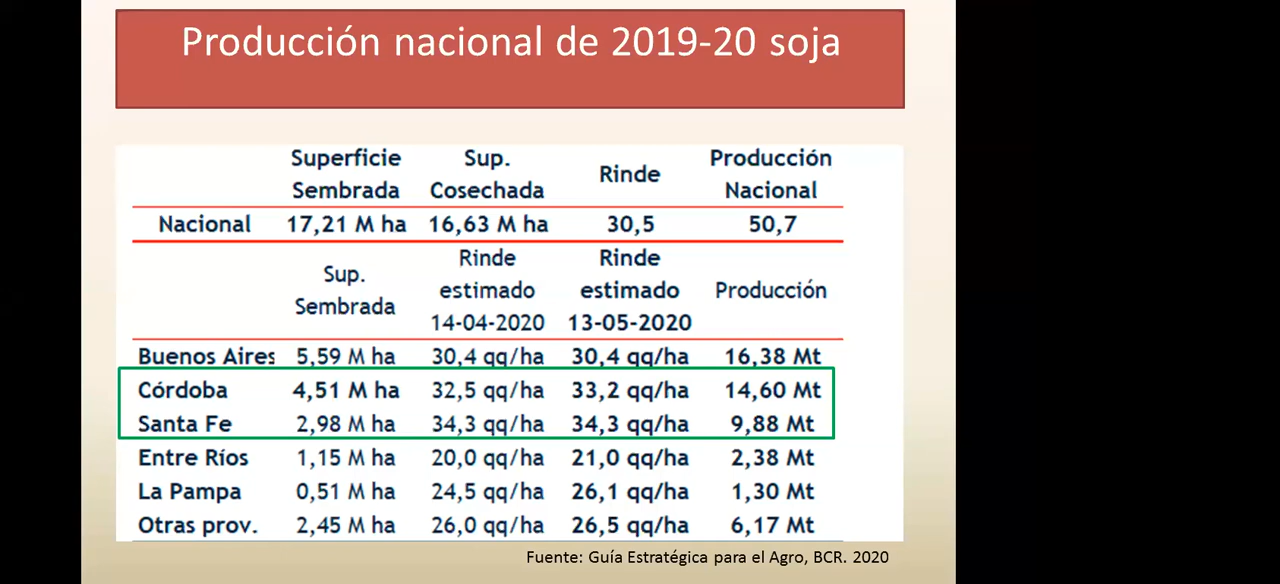 Producción nacional de 2019-20 soja
Superficie Sembrada Sup. Cosechada Rinde Producción Nacional
Nacional 17,21 M ha 16,63 M ha 30,5 50,7
Sup. Sembrada Rinde estimado 14-04-2020 Rinde estimado 13-05-2020 Producción
Buenos Aires 5,59 M ha 30,4 qq/ha 30,4 qq/ha 16,38 Mt
Córdoba 4,51 M ha 32,5 qq/ha 33,2 qq/ha 14,60 Mt
Santa Fe 2,98 M ha 34,3 qq/ha 34,3 qq/ha 9,88 Mt
Entre Ríos 1,15 M ha 20,0 qq/ha 21,0 qq/ha 2,38 Mt
La Pampa 0,51 M ha 24,5 qq/ha 26,1 qq/ha 1,30 Mt
Otras prov. 2,45 M ha 26,0 qq/ha 26,5 qq/ha 6,17 Mt
Fuente: Guía Estratégica para el Agro, BCR. 2020